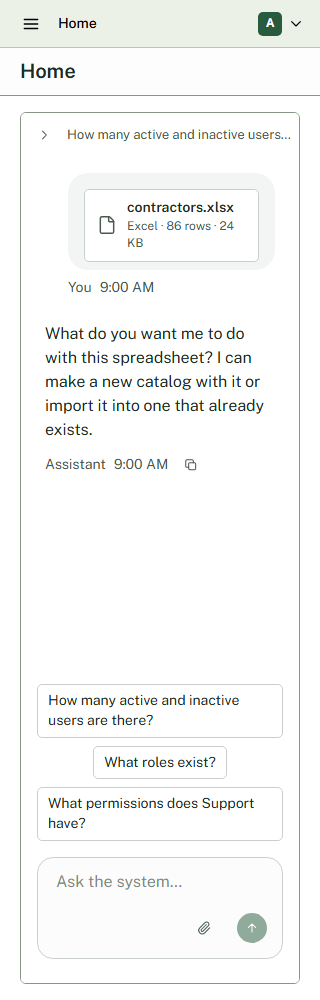 Home
A
Home
How many active and inactive users...
contractors.xlsx
Excel · 86 rows · 24
KB
You 9:00 AM
What do you want me to do
with this spreadsheet? I can
make a new catalog with it or
import it into one that already
exists.
Assistant 9:00 AM
How many active and inactive
users are there?
What roles exist?
What permissions does Support
have?
Ask the system...